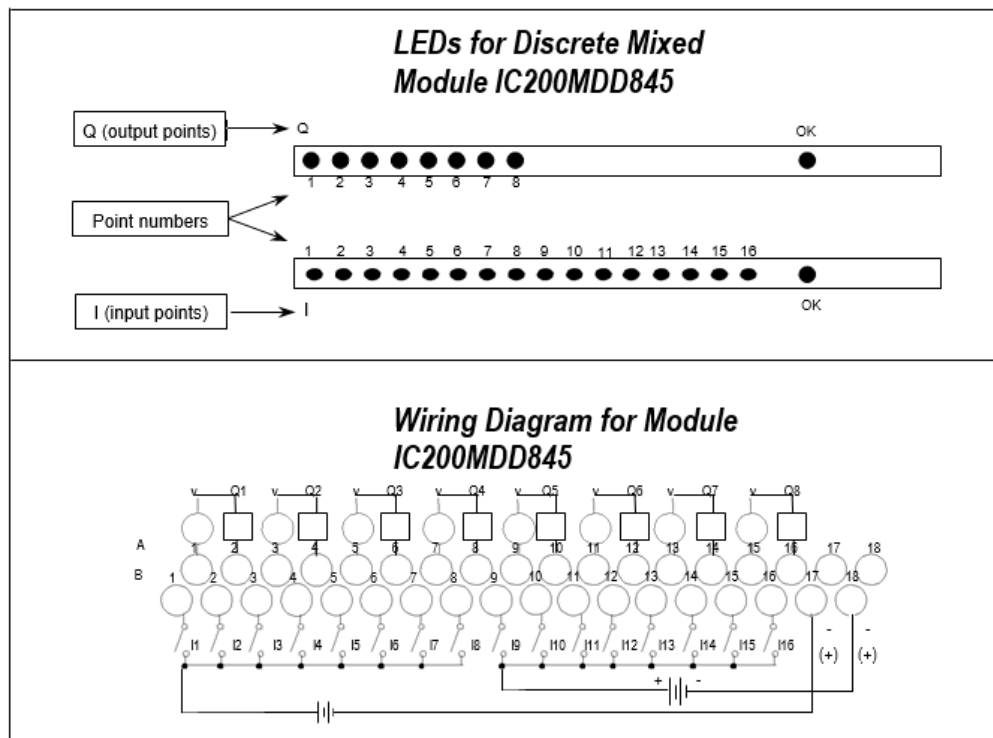 LEDs for Discrete Mixed
Module IC200MDD845
Q (output points)
Q
OK
1 2 3 4 5 6 7 8
Point numbers
1 2 3 4 5 6 7 8 9 10 11 12 13 14 15 16
I (input points)
I
OK
Wiring Diagram for Module
IC200MDD845
v Q1 v Q2 v Q3 v Q4 v Q5 v Q6 v Q7 v Q8
A
1 2 3 4 5 6 7 8 9 10 11 12 13 14 15 16 17 18
B
1 2 3 4 5 6 7 8 9 10 11 12 13 14 15 16 17 18
I1 I2 I3 I4 I5 I6 I7 I8 I9 I10 I11 I12 I13 I14 I15 I16
- -
(+) (+)
+ -